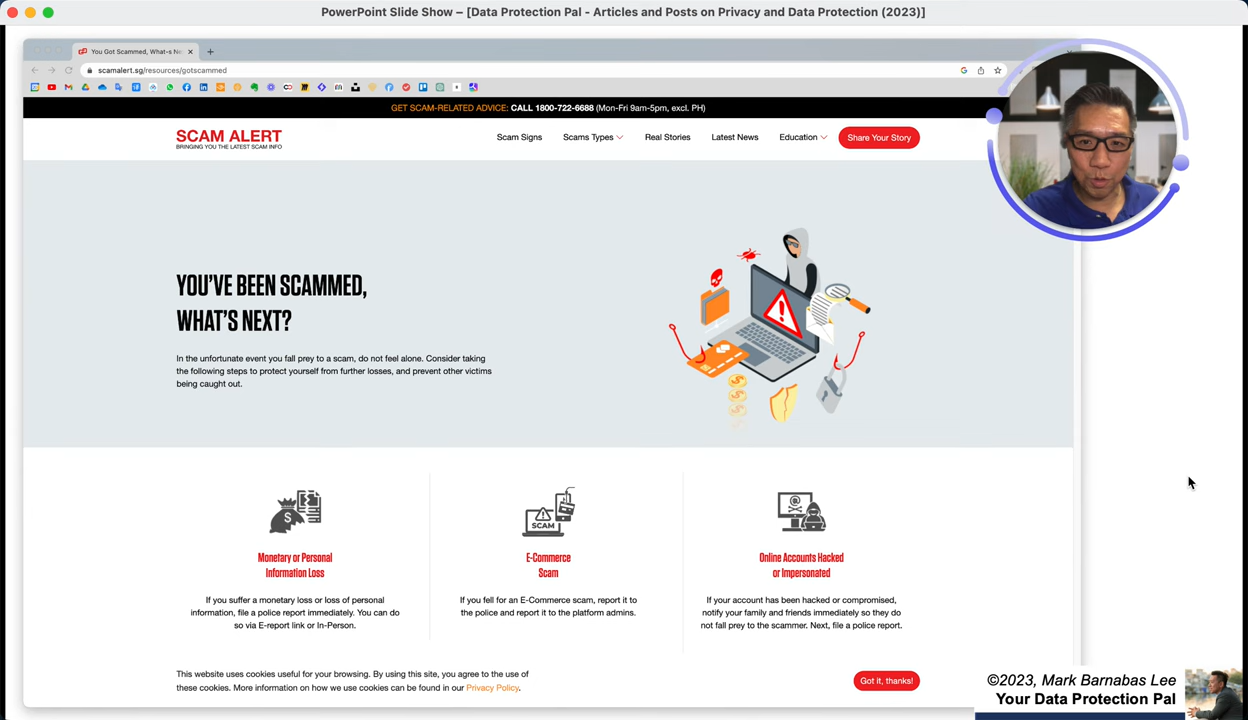 PowerPoint Slide Show – [Data Protection Pal - Articles and Posts on Privacy and Data Protection (2023)]
You Got Scammed, What-s Ne
scamalert.sg/resources/gotscammed
GET SCAM-RELATED ADVICE: CALL 1800-722-6688 (Mon-Fri 9am-5pm, excl. PH)
SCAM ALERT
BRINGING YOU THE LATEST SCAM INFO
Scam Signs
Scams Types
Real Stories
Latest News
Education
Share Your Story
YOU'VE BEEN SCAMMED,
WHAT'S NEXT?
In the unfortunate event you fall prey to a scam, do not feel alone. Consider taking
the following steps to protect yourself from further losses, and prevent other victims
being caught out.
SCAM
Monetary or Personal
Information Loss
If you suffer a monetary loss or loss of personal
information, file a police report immediately. You can do
so via E-report link or In-Person.
E-Commerce
Scam
If you fell for an E-Commerce scam, report it to
the police and report it to the platform admins.
Online Accounts Hacked
or Impersonated
If your account has been hacked or compromised,
notify your family and friends immediately so they do
not fall prey to the scammer. Next, file a police report.
This website uses cookies useful for your browsing. By using this site, you agree to the use of
these cookies. More information on how we use cookies can be found in our Privacy Policy.
Got it, thanks!
©2023, Mark Barnabas Lee
Your Data Protection Pal